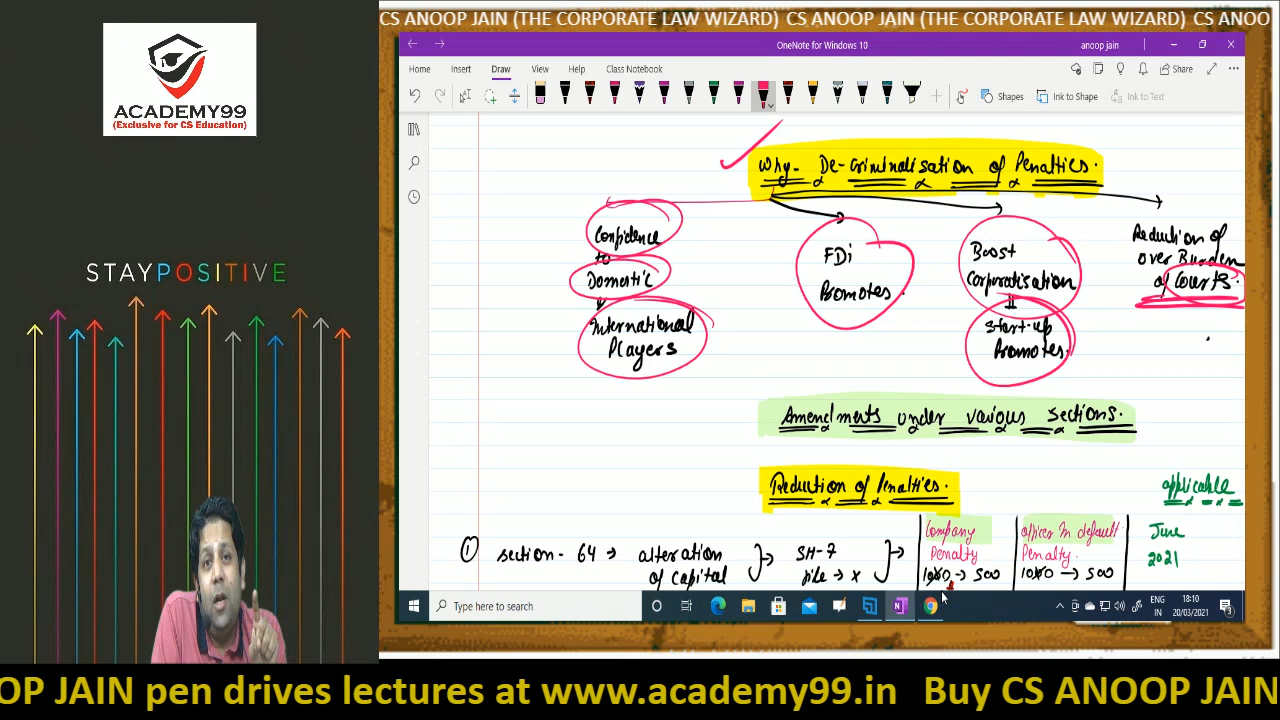 CS ANOOP JAIN (THE CORPORATE LAW WIZARD) CS ANOOP JAIN (THE CORPORATE LAW WIZARD) CS ANOO
ACADEMY99
(Exclusive for CS Education)
STAYPOSITIVE
OneNote for Windows 10
anoop jain
Home Insert Draw View Help Class Notebook
Share
Shapes Ink to Shape Ink to Text
Why - De-Criminalisation of Penalties.
Confidence
to
Domestic
&
International
Players
FDi
Promotes.
Boost
Corporatisation
=
Start-up
Promotes.
Reduction of
over Burden
of Courts.
Amendments under various sections.
Reduction of Penalties.
applicable
June
2021
① section - 64 → alteration
of capital
SH-7
file → x
Company
Penalty
1000 → 500
officer in default
Penalty.
1000 → 500
Type here to search
ENG
IN
18:10
20/03/2021
3
OP JAIN pen drives lectures at www.academy99.in Buy CS ANOOP JAIN